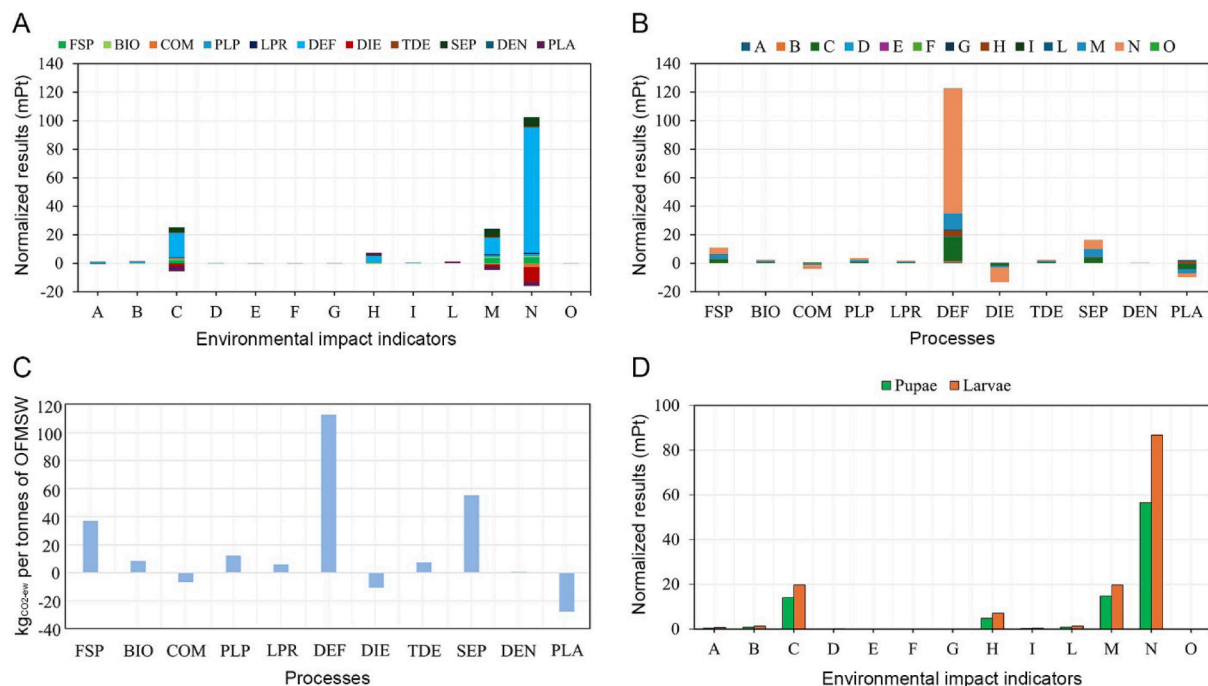 A
FSP BIO COM PLP LPR DEF DIE TDE SEP DEN PLA
Normalized results (mPt)
140
120
100
80
60
40
20
0
-20
A B C D E F G H I L M N O
Environmental impact indicators
B
A B C D E F G H I L M N O
Normalized results (mPt)
140
120
100
80
60
40
20
0
-20
FSP BIO COM PLP LPR DEF DIE TDE SEP DEN PLA
Processes
C
kgCO2-ew per tonnes of OFMSW
120
100
80
60
40
20
0
-20
-40
FSP BIO COM PLP LPR DEF DIE TDE SEP DEN PLA
Processes
D
Pupae Larvae
Normalized results (mPt)
100
80
60
40
20
0
A B C D E F G H I L M N O
Environmental impact indicators